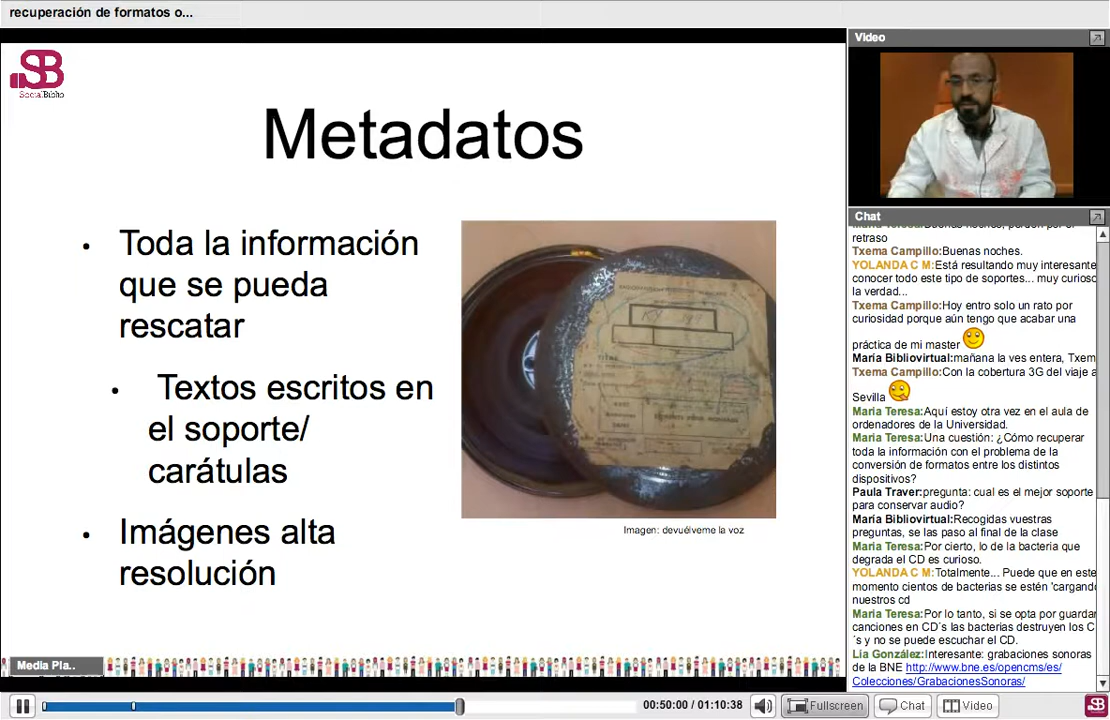 recuperación de formatos o...
SB
SocialBiblio
Metadatos
• Toda la información
que se pueda
rescatar
• Textos escritos en
el soporte/
carátulas
• Imágenes alta
resolución
Imagen: devuélveme la voz
Media Pla..
Video
Chat
retraso
Txema Campillo:Buenas noches.
YOLANDA C M:Está resultando muy interesante
conocer todo este tipo de soportes... muy curioso
la verdad...
Txema Campillo:Hoy entro solo un rato por
curiosidad porque aún tengo que acabar una
práctica de mi master
María Bibliovirtual:mañana la ves entera, Txem
Txema Campillo:Con la cobertura 3G del viaje a
Sevilla
Maria Teresa:Aquí estoy otra vez en el aula de
ordenadores de la Universidad.
Maria Teresa:Una cuestión: ¿Cómo recuperar
toda la información con el problema de la
conversión de formatos entre los distintos
dispositivos?
Paula Traver:pregunta: cual es el mejor soporte
para conservar audio?
María Bibliovirtual:Recogidas vuestras
preguntas, se las paso al final de la clase
Maria Teresa:Por cierto, lo de la bacteria que
degrada el CD es curioso.
YOLANDA C M:Totalmente... Puede que en este
momento cientos de bacterias se estén 'cargand
nuestros cd
Maria Teresa:Por lo tanto, si se opta por guardar
canciones en CD´s las bacterias destruyen los C
´s y no se puede escuchar el CD.
Lía González:Interesante: grabaciones sonoras
de la BNE http://www.bne.es/opencms/es/
Colecciones/GrabacionesSonoras/
00:50:00 / 01:10:38
Fullscreen
Chat
Video
SB